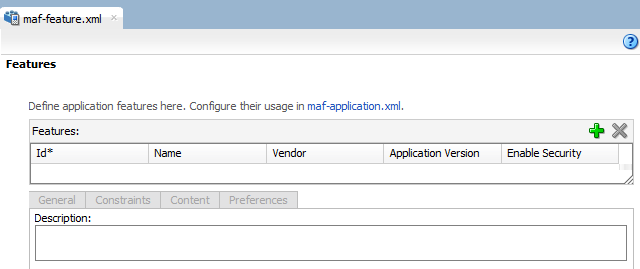 maf-feature.xml
Features
Define application features here. Configure their usage in maf-application.xml.
Features:
Id* Name Vendor Application Version Enable Security
General Constraints Content Preferences
Description: